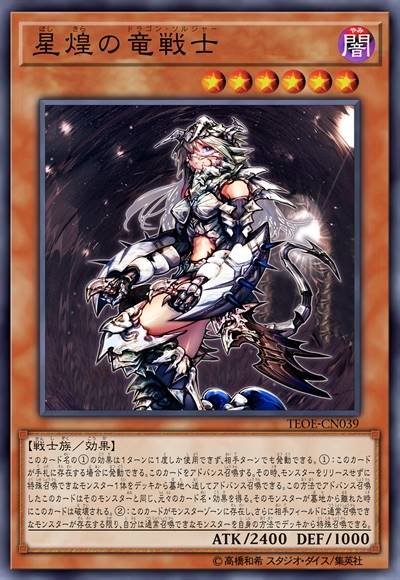 ほし きら ドラゴン・ソルジャー
星煌の竜戦士
やみ
闇
TEOE-CN039
【戦士族／効果】
このカード名の①の効果は1ターンに1度しか使用できず、相手ターンでも発動できる。①：このカード
が手札に存在する場合に発動できる。このカードをアドバンス召喚する。その時、モンスターをリリースせずに
特殊召喚できないモンスター1体をデッキから墓地へ送してアドバンス召喚できる。この方法でアドバンス召喚
したこのカードはそのモンスターと同じ、元々のカード名・効果を得る。そのモンスターが墓地から離れた時に
このカードは破壊される。②：このカードがモンスターゾーンに存在し、さらに相手フィールドに通常召喚できな
いモンスターが存在する限り、自分は通常召喚できないモンスターを自身の方法でデッキから特殊召喚できる。
ATK/2400 DEF/1000
©高橋和希 スタジオ・ダイス/集英社